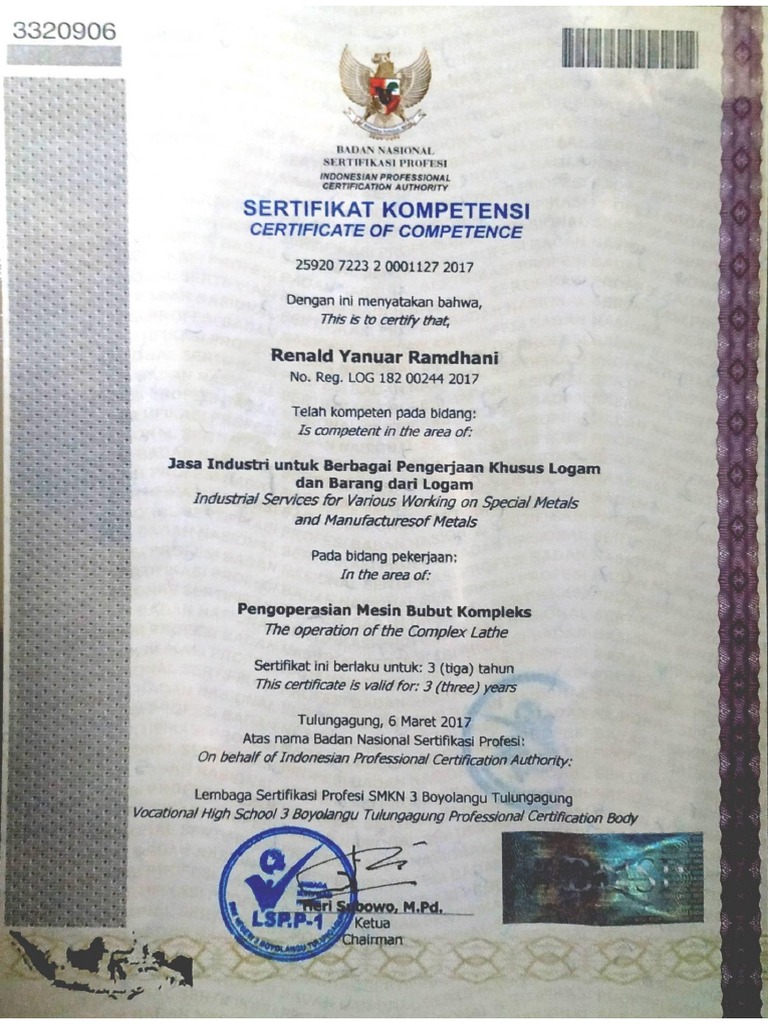 3320906
BADAN NASIONAL
SERTIFIKASI PROFESI
INDONESIAN PROFESSIONAL
CERTIFICATION AUTHORITY
SERTIFIKAT KOMPETENSI
CERTIFICATE OF COMPETENCE
25920 7223 2 0001127 2017
Dengan ini menyatakan bahwa,
This is to certify that,
Renald Yanuar Ramdhani
No. Reg. LOG 182 00244 2017
Telah kompeten pada bidang:
Is competent in the area of:
Jasa Industri untuk Berbagai Pengerjaan Khusus Logam
dan Barang dari Logam
Industrial Services for Various Working on Special Metals
and Manufacturesof Metals
Pada bidang pekerjaan:
In the area of:
Pengoperasian Mesin Bubut Kompleks
The operation of the Complex Lathe
Sertifikat ini berlaku untuk: 3 (tiga) tahun
This certificate is valid for: 3 (three) years
Tulungagung, 6 Maret 2017
Atas nama Badan Nasional Sertifikasi Profesi:
On behalf of Indonesian Professional Certification Authority:
Lembaga Sertifikasi Profesi SMKN 3 Boyolangu Tulungagung
Vocational High School 3 Boyolangu Tulungagung Professional Certification Body
LSP.P-1
Heri Subowo, M.Pd.
Ketua
Chairman